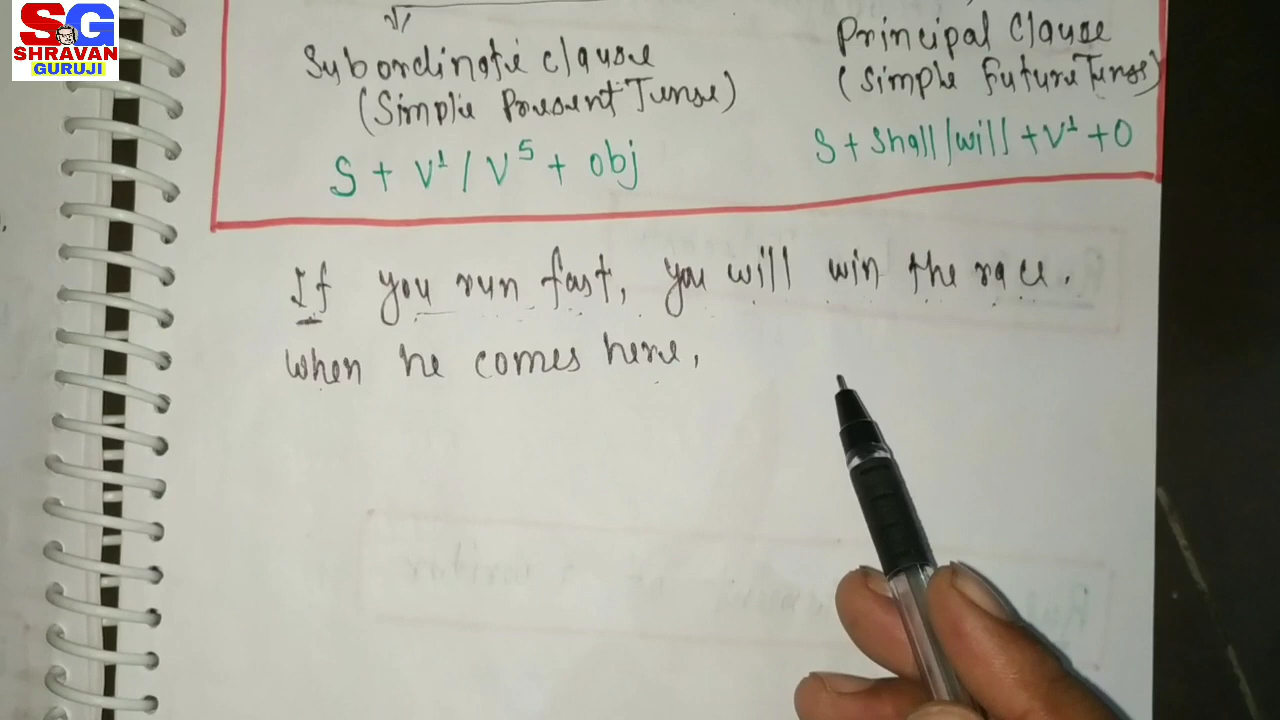 SG
SHRAVAN
GURUJI
Subordinate clause
(Simple Present Tense)
S + V¹ / V⁵ + obj
Principal Clause
(Simple Future Tense)
S + Shall/will + V¹ + O
If you run fast, you will win the race.
When he comes here,